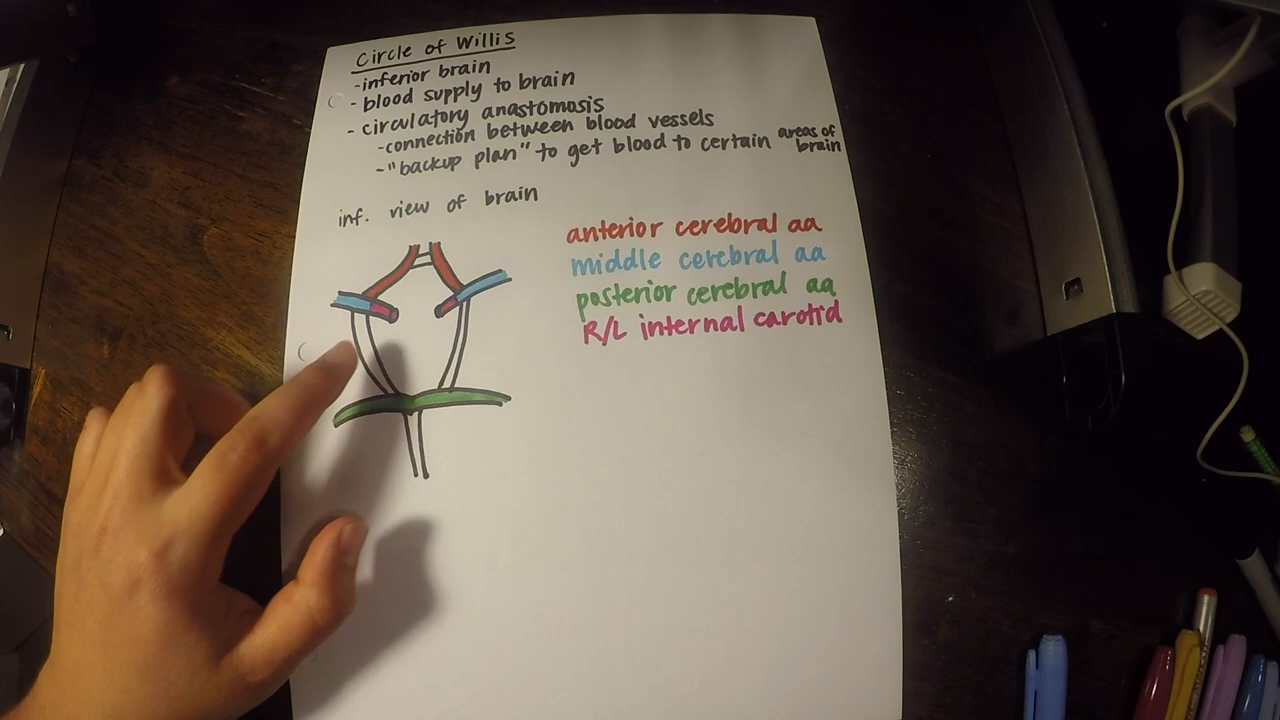 Circle of Willis
-inferior brain
- blood supply to brain
- circulatory anastomosis
-connection between blood vessels
-"backup plan" to get blood to certain areas of brain
inf. view of brain
anterior cerebral aa
middle cerebral aa
posterior cerebral aa
R/L internal carotid